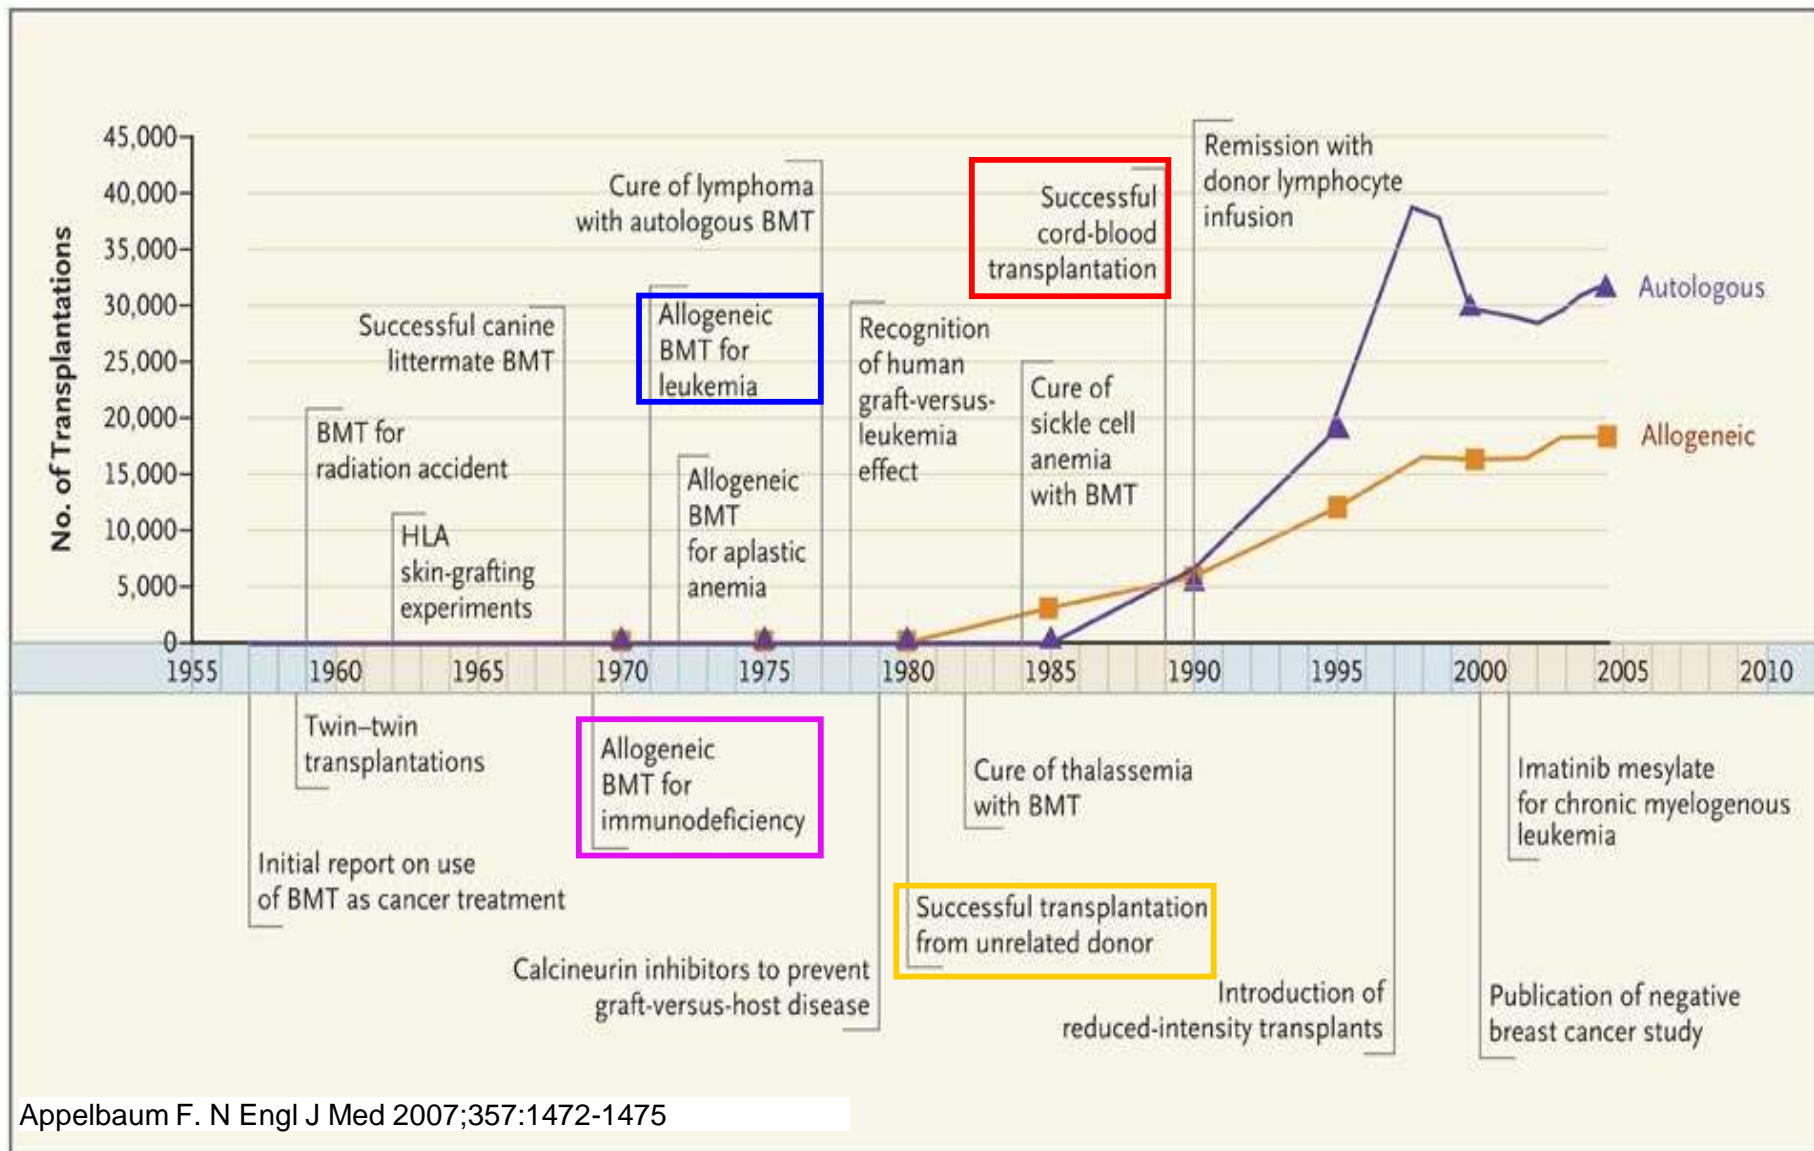 No. of Transplantations
45,000
40,000
35,000
30,000
25,000
20,000
15,000
10,000
5,000
0
BMT for
radiation accident
HLA
skin-grafting
experiments
Successful canine
littermate BMT
Allogeneic
BMT for
leukemia
Allogeneic
BMT
for aplastic
anemia
Cure of lymphoma
with autologous BMT
Recognition
of human
graft-versus-
leukemia
effect
Cure of
sickle cell
anemia
with BMT
Successful
cord-blood
transplantation
Remission with
donor lymphocyte
infusion
Autologous
Allogeneic
1955
1960
1965
1970
1975
1980
1985
1990
1995
2000
2005
2010
Initial report on use
of BMT as cancer treatment
Twin–twin
transplantations
Allogeneic
BMT for
immunodeficiency
Calcineurin inhibitors to prevent
graft-versus-host disease
Successful transplantation
from unrelated donor
Cure of thalassemia
with BMT
Introduction of
reduced-intensity transplants
Publication of negative
breast cancer study
Imatinib mesylate
for chronic myelogenous
leukemia
Appelbaum F. N Engl J Med 2007;357:1472-1475